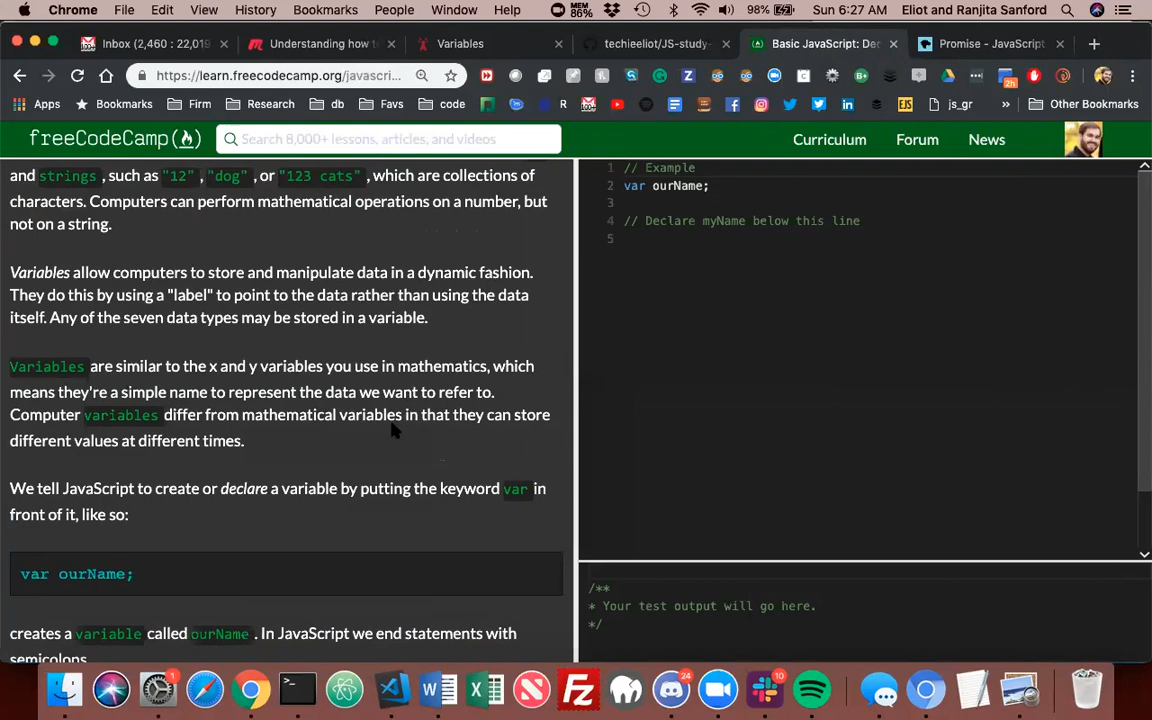 Chrome File Edit View History Bookmarks People Window Help MEM 86% 98% Sun 6:27 AM Eliot and Ranjita Sanford
Inbox (2,460 : 22,019 Understanding how t Variables techieeliot/JS-study- Basic JavaScript: Dec Promise - JavaScript
https://learn.freecodecamp.org/javascri...
Apps Bookmarks Firm Research db Favs code R EJS js_gr » Other Bookmarks
freeCodeCamp Search 8,000+ lessons, articles, and videos Curriculum Forum News
and strings, such as "12", "dog", or "123 cats", which are collections of
characters. Computers can perform mathematical operations on a number, but
not on a string.
Variables allow computers to store and manipulate data in a dynamic fashion.
They do this by using a "label" to point to the data rather than using the data
itself. Any of the seven data types may be stored in a variable.
Variables are similar to the x and y variables you use in mathematics, which
means they're a simple name to represent the data we want to refer to.
Computer variables differ from mathematical variables in that they can store
different values at different times.
We tell JavaScript to create or declare a variable by putting the keyword var in
front of it, like so:
var ourName;
creates a variable called ourName. In JavaScript we end statements with
semicolons.
1 // Example
2 var ourName;
3
4 // Declare myName below this line
5
/**
* Your test output will go here.
*/